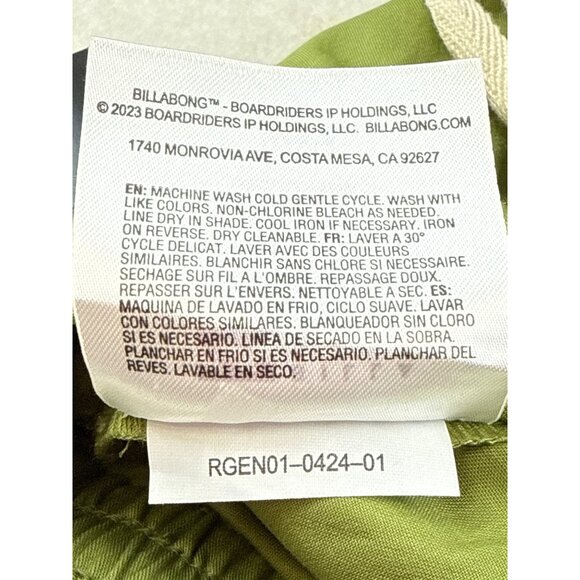 BILLABONG™ - BOARDRIDERS IP HOLDINGS, LLC
© 2023 BOARDRIDERS IP HOLDINGS, LLC. BILLABONG.COM
1740 MONROVIA AVE, COSTA MESA, CA 92627
EN: MACHINE WASH COLD GENTLE CYCLE. WASH WITH
LIKE COLORS. NON-CHLORINE BLEACH AS NEEDED.
LINE DRY IN SHADE. COOL IRON IF NECESSARY. IRON
ON REVERSE. DRY CLEANABLE. FR: LAVER A 30°
CYCLE DELICAT. LAVER AVEC DES COULEURS
SIMILAIRES. BLANCHIR SANS CHLORE SI NECESSAIRE.
SECHAGE SUR FIL A L'OMBRE. REPASSAGE DOUX.
REPASSER SUR L'ENVERS. NETTOYABLE A SEC. ES:
MAQUINA DE LAVADO EN FRIO, CICLO SUAVE. LAVAR
CON COLORES SIMILARES. BLANQUEADOR SIN CLORO
SI ES NECESARIO. LINEA DE SECADO EN LA SOBRA.
PLANCHAR EN FRIO SI ES NECESARIO. PLANCHAR DEL
REVES. LAVABLE EN SECO.
RGEN01-0424-01